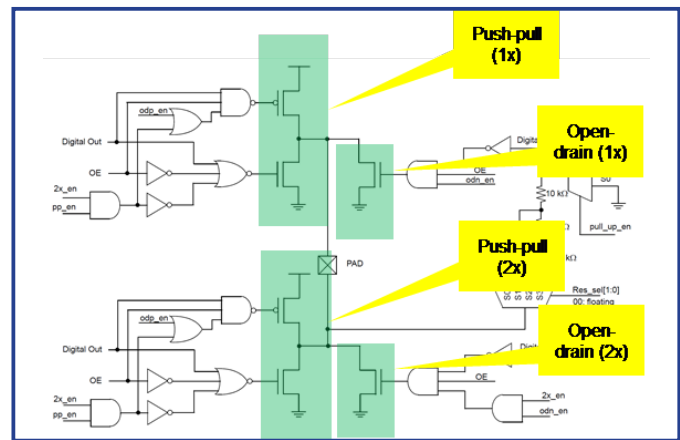 Push-pull
(1x)
odp_en
Digital Out
OE
2x_en
pp_en
Open-
drain (1x)
OE
odn_en
10 kΩ
pull_up_en
Push-pull
(2x)
PAD
Res_sel[1:0]
00: floating
odp_en
Digital Out
OE
2x_en
pp_en
Open-
drain (2x)
OE
2x_en
odn_en